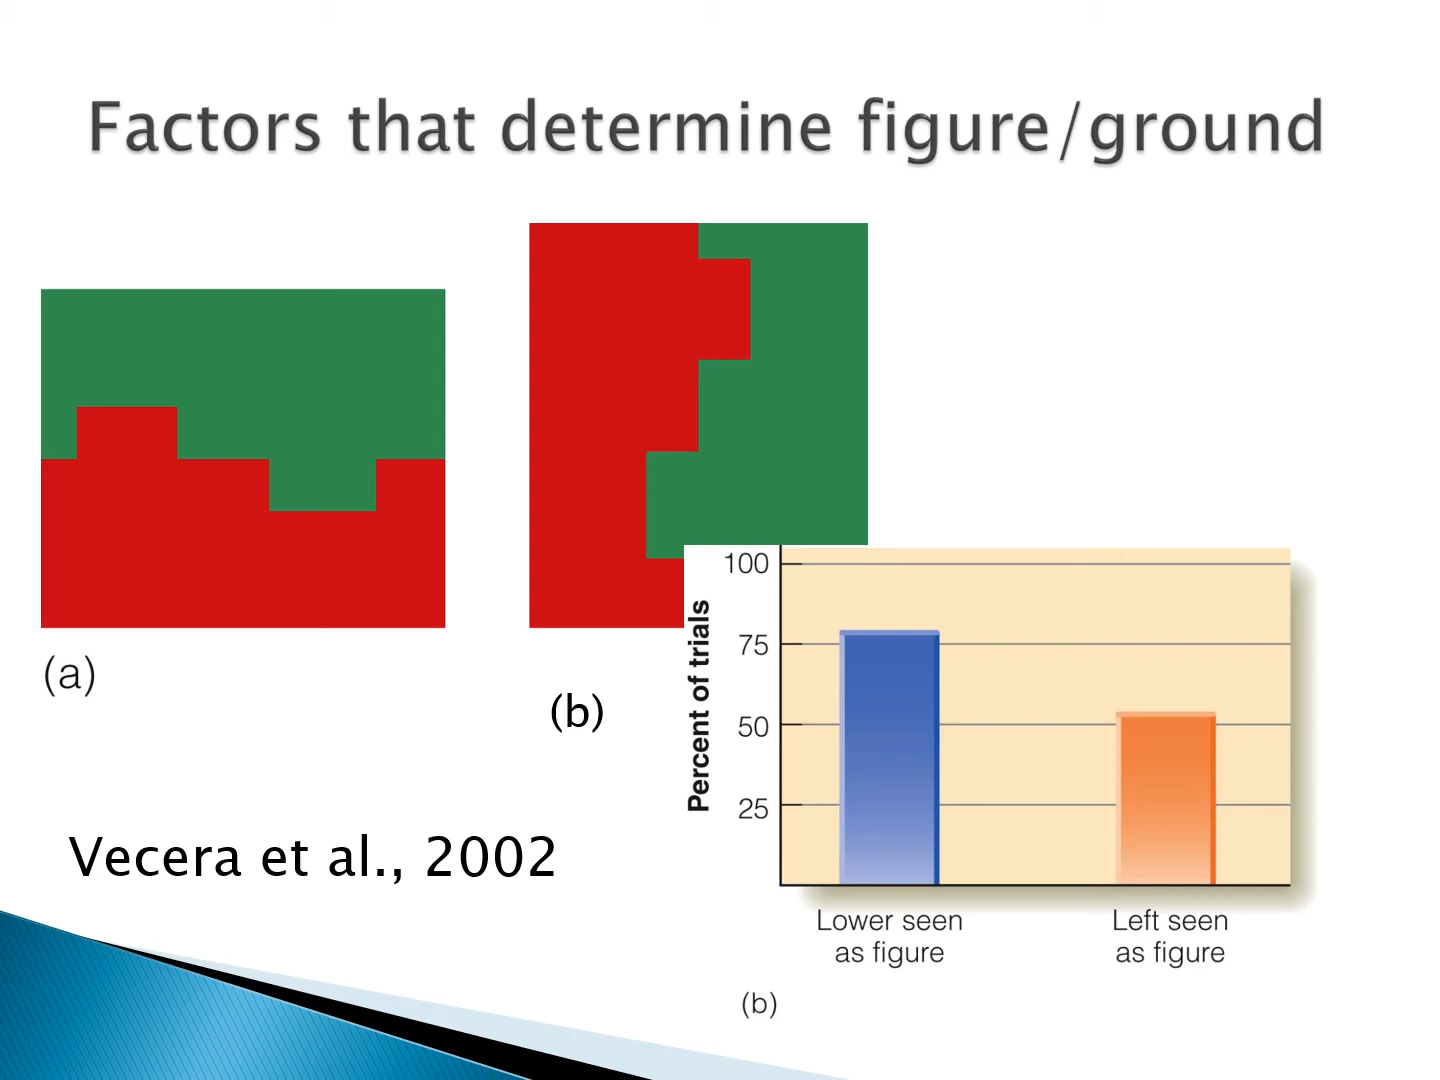 Factors that determine figure/ground
(a)
(b)
Vecera et al., 2002
Percent of trials
100
75
50
25
Lower seen
as figure
Left seen
as figure
(b)